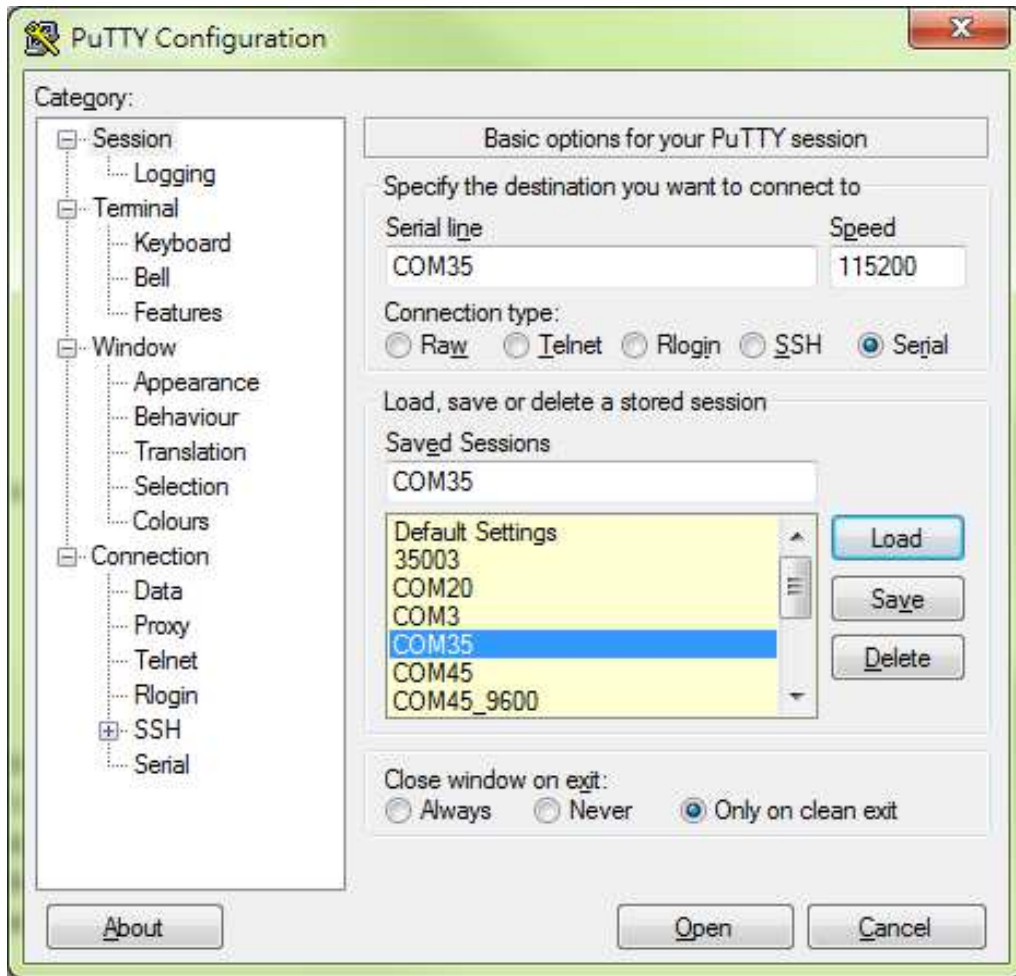 PuTTY Configuration
Category:
Session
Logging
Terminal
Keyboard
Bell
Features
Window
Appearance
Behaviour
Translation
Selection
Colours
Connection
Data
Proxy
Telnet
Rlogin
SSH
Serial
Basic options for your PuTTY session
Specify the destination you want to connect to
Serial line Speed
COM35 115200
Connection type:
Raw Telnet Rlogin SSH Serial
Load, save or delete a stored session
Saved Sessions
COM35
Default Settings
35003
COM20
COM3
COM35
COM45
COM45_9600
Load
Save
Delete
Close window on exit:
Always Never Only on clean exit
About Open Cancel